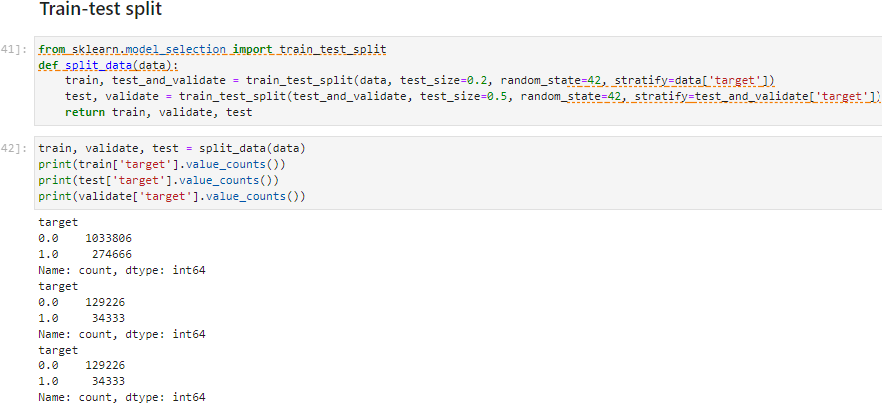 Train-test split
41]:
from sklearn.model_selection import train_test_split
def split_data(data):
    train, test_and_validate = train_test_split(data, test_size=0.2, random_state=42, stratify=data['target'])
    test, validate = train_test_split(test_and_validate, test_size=0.5, random_state=42, stratify=test_and_validate['target'])
    return train, validate, test
42]:
train, validate, test = split_data(data)
print(train['target'].value_counts())
print(test['target'].value_counts())
print(validate['target'].value_counts())
target
0.0    1033806
1.0     274666
Name: count, dtype: int64
target
0.0    129226
1.0     34333
Name: count, dtype: int64
target
0.0    129226
1.0     34333
Name: count, dtype: int64